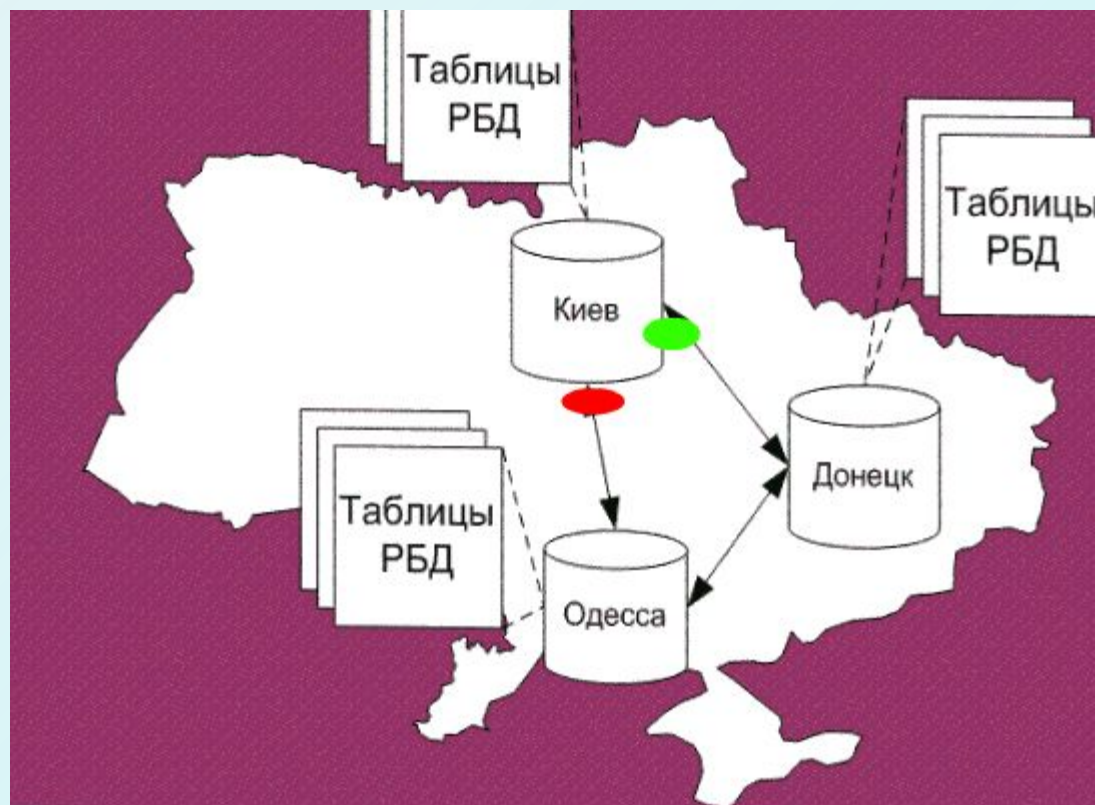 Таблицы
РБД
Таблицы
РБД
Киев
Донецк
Таблицы
РБД
Одесса